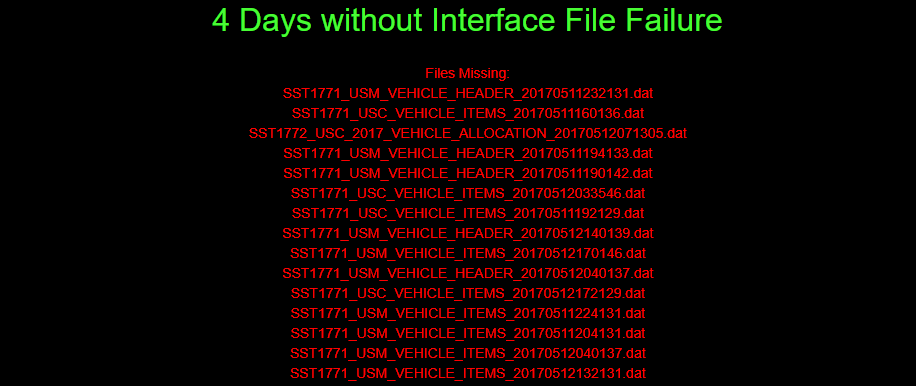 4 Days without Interface File Failure
Files Missing:
SST1771_USM_VEHICLE_HEADER_20170511232131.dat
SST1771_USC_VEHICLE_ITEMS_20170511160136.dat
SST1772_USC_2017_VEHICLE_ALLOCATION_20170512071305.dat
SST1771_USM_VEHICLE_HEADER_20170511194133.dat
SST1771_USM_VEHICLE_HEADER_20170511190142.dat
SST1771_USC_VEHICLE_ITEMS_20170512033546.dat
SST1771_USC_VEHICLE_ITEMS_20170511192129.dat
SST1771_USM_VEHICLE_HEADER_20170512140139.dat
SST1771_USM_VEHICLE_ITEMS_20170512170146.dat
SST1771_USM_VEHICLE_HEADER_20170512040137.dat
SST1771_USC_VEHICLE_ITEMS_20170512172129.dat
SST1771_USM_VEHICLE_ITEMS_20170511224131.dat
SST1771_USM_VEHICLE_ITEMS_20170511204131.dat
SST1771_USM_VEHICLE_ITEMS_20170512040137.dat
SST1771_USM_VEHICLE_ITEMS_20170512132131.dat